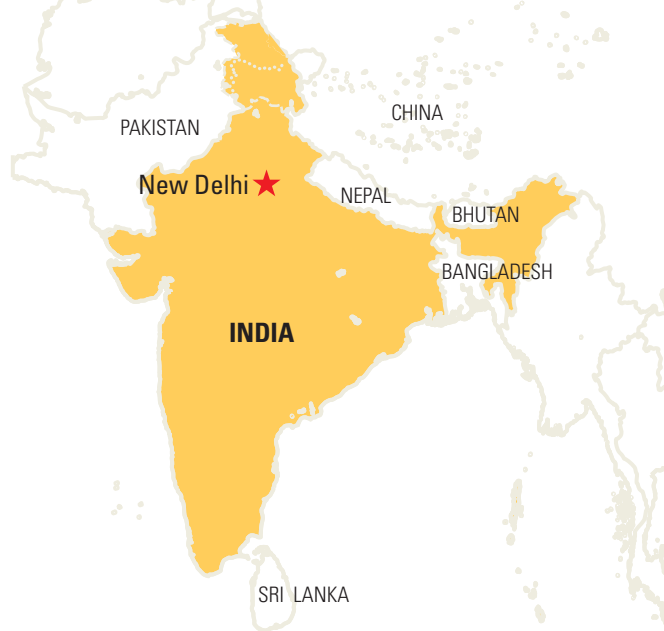 CHINA
PAKISTAN
New Delhi
NEPAL
BHUTAN
BANGLADESH
INDIA
SRI LANKA